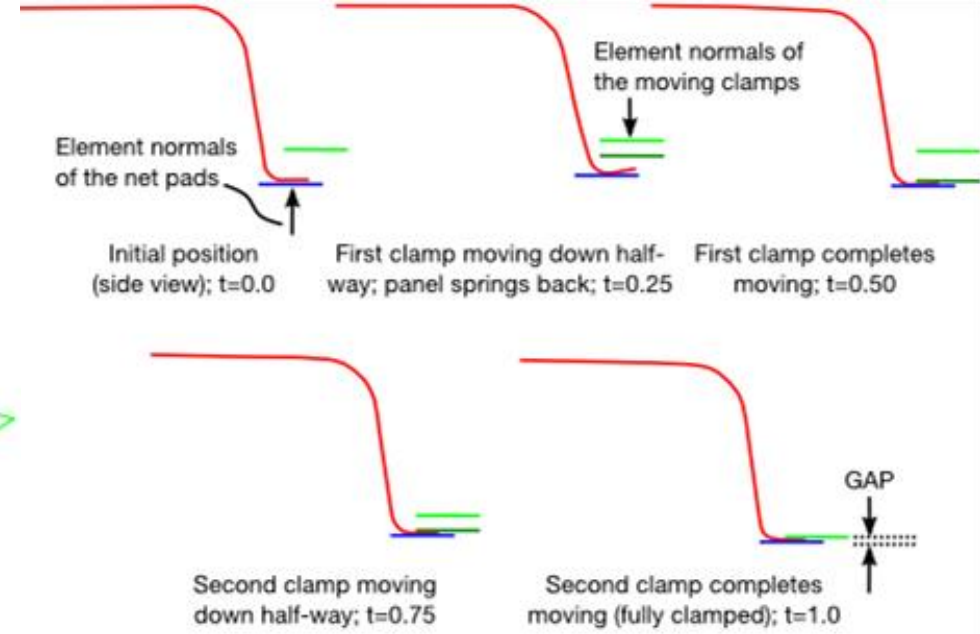 Element normals of
the moving clamps
Element normals
of the net pads
Initial position
(side view); t=0.0
First clamp moving down half-
way; panel springs back; t=0.25
First clamp completes
moving; t=0.50
GAP
Second clamp moving
down half-way; t=0.75
Second clamp completes
moving (fully clamped); t=1.0